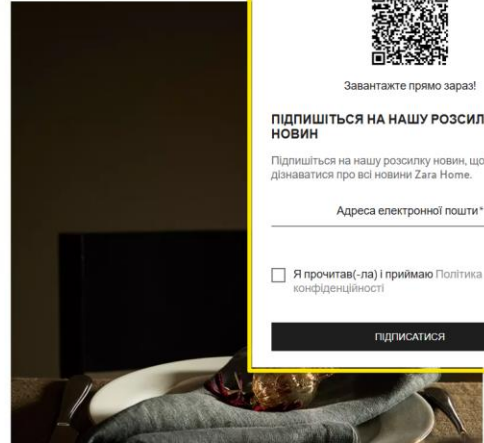 Завантажте прямо зараз!
ПІДПИШІТЬСЯ НА НАШУ РОЗСИЛ
НОВИН
Підпишіться на нашу розсилку новин, що
дізнаватися про всі новини Zara Home.
Адреса електронної пошти*
Я прочитав(-ла) і приймаю Політика
конфіденційності
ПІДПИСАТИСЯ